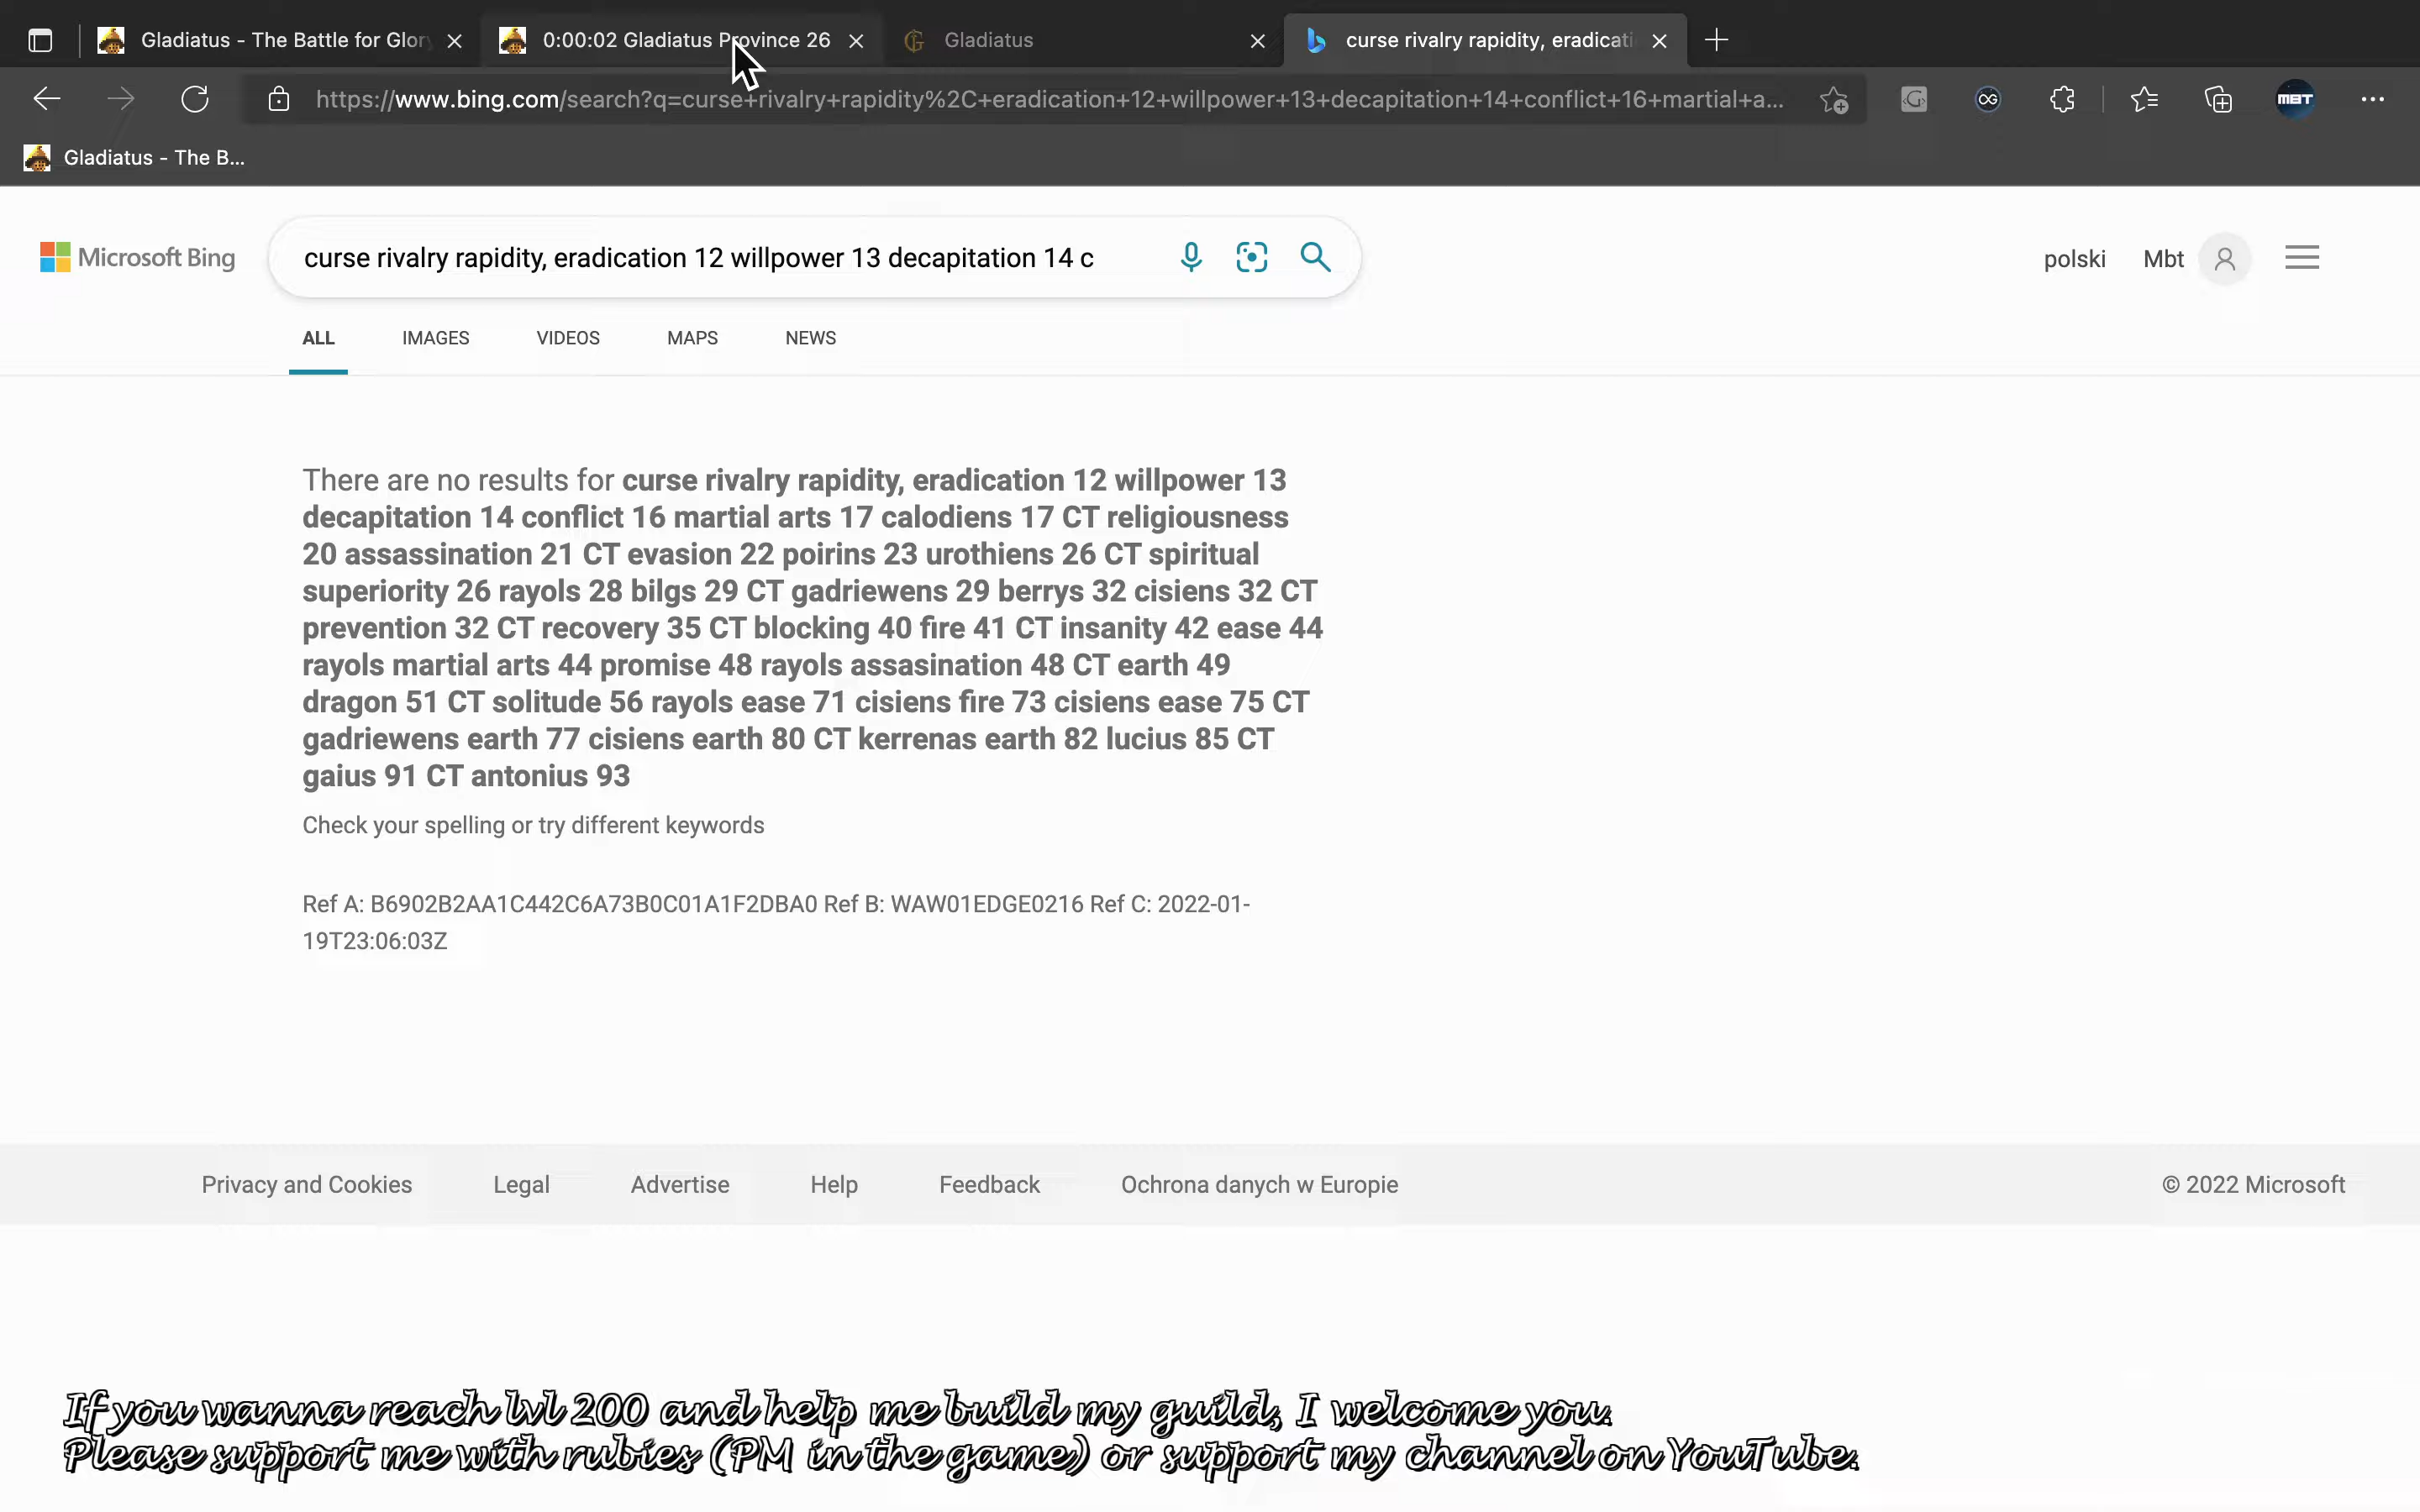 Gladiatus - The Battle for Glor
0:00:02 Gladiatus Province 26
Gladiatus
curse rivalry rapidity, eradicati
https://www.bing.com/search?q=curse+rivalry+rapidity%2C+eradication+12+willpower+13+decapitation+14+conflict+16+martial+a...
MBT
Gladiatus - The B...
Microsoft Bing
curse rivalry rapidity, eradication 12 willpower 13 decapitation 14 c
polski
Mbt
ALL
IMAGES
VIDEOS
MAPS
NEWS
There are no results for curse rivalry rapidity, eradication 12 willpower 13
decapitation 14 conflict 16 martial arts 17 calodiens 17 CT religiousness
20 assassination 21 CT evasion 22 poirins 23 urothiens 26 CT spiritual
superiority 26 rayols 28 bilgs 29 CT gadriewens 29 berrys 32 cisiens 32 CT
prevention 32 CT recovery 35 CT blocking 40 fire 41 CT insanity 42 ease 44
rayols martial arts 44 promise 48 rayols assasination 48 CT earth 49
dragon 51 CT solitude 56 rayols ease 71 cisiens fire 73 cisiens ease 75 CT
gadriewens earth 77 cisiens earth 80 CT kerrenas earth 82 lucius 85 CT
gaius 91 CT antonius 93
Check your spelling or try different keywords
Ref A: B6902B2AA1C442C6A73B0C01A1F2DBA0 Ref B: WAW01EDGE0216 Ref C: 2022-01-
19T23:06:03Z
Privacy and Cookies
Legal
Advertise
Help
Feedback
Ochrona danych w Europie
© 2022 Microsoft
If you wanna reach lvl 200 and help me build my guild, I welcome you.
Please support me with rubies (PM in the game) or support my channel on YouTube.